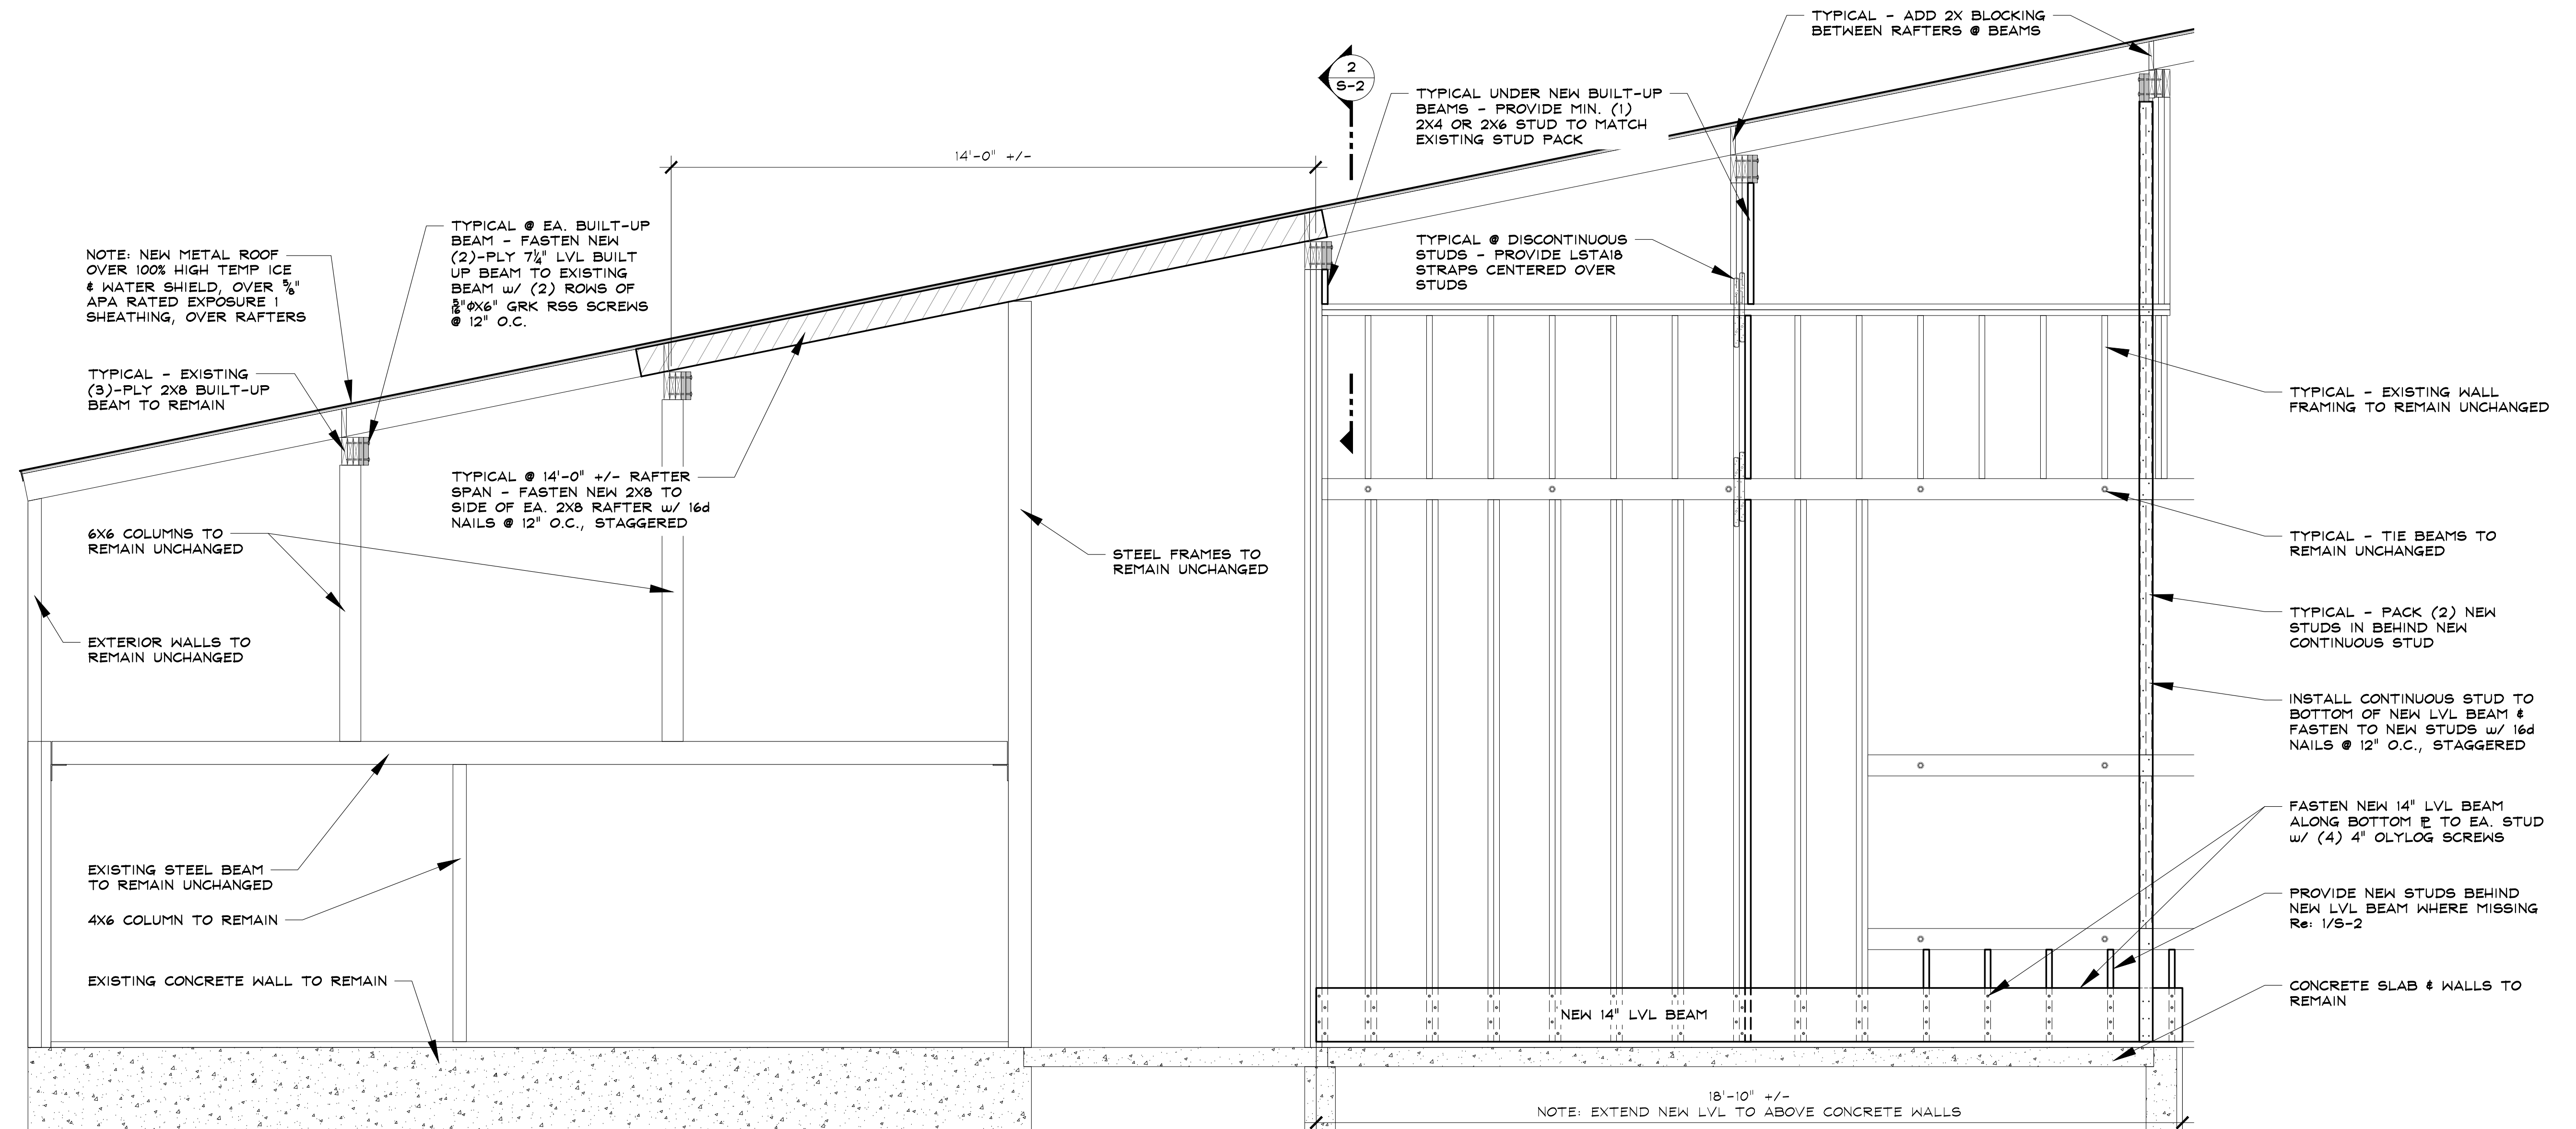 TYPICAL - ADD 2X BLOCKING
BETWEEN RAFTERS @ BEAMS
2
S-2
TYPICAL UNDER NEW BUILT-UP
BEAMS - PROVIDE MIN. (1)
2X4 OR 2X6 STUD TO MATCH
EXISTING STUD PACK
14'-0" +/-
TYPICAL @ EA. BUILT-UP
BEAM - FASTEN NEW
(2)-PLY 7¼" LVL BUILT
UP BEAM TO EXISTING
BEAM w/ (2) ROWS OF
5/16"ΦX6" GRK RSS SCREWS
@ 12" O.C.
NOTE: NEW METAL ROOF
OVER 100% HIGH TEMP ICE
& WATER SHIELD, OVER ⅝"
APA RATED EXPOSURE 1
SHEATHING, OVER RAFTERS
TYPICAL @ DISCONTINUOUS
STUDS - PROVIDE LSTA18
STRAPS CENTERED OVER
STUDS
TYPICAL - EXISTING
(3)-PLY 2X8 BUILT-UP
BEAM TO REMAIN
TYPICAL - EXISTING WALL
FRAMING TO REMAIN UNCHANGED
TYPICAL @ 14'-0" +/- RAFTER
SPAN - FASTEN NEW 2X8 TO
SIDE OF EA. 2X8 RAFTER w/ 16d
NAILS @ 12" O.C., STAGGERED
6X6 COLUMNS TO
REMAIN UNCHANGED
STEEL FRAMES TO
REMAIN UNCHANGED
TYPICAL - TIE BEAMS TO
REMAIN UNCHANGED
EXTERIOR WALLS TO
REMAIN UNCHANGED
TYPICAL - PACK (2) NEW
STUDS IN BEHIND NEW
CONTINUOUS STUD
INSTALL CONTINUOUS STUD TO
BOTTOM OF NEW LVL BEAM &
FASTEN TO NEW STUDS w/ 16d
NAILS @ 12" O.C., STAGGERED
FASTEN NEW 14" LVL BEAM
ALONG BOTTOM PL TO EA. STUD
w/ (4) 4" OLYLOG SCREWS
EXISTING STEEL BEAM
TO REMAIN UNCHANGED
4X6 COLUMN TO REMAIN
PROVIDE NEW STUDS BEHIND
NEW LVL BEAM WHERE MISSING
Re: 1/S-2
EXISTING CONCRETE WALL TO REMAIN
CONCRETE SLAB & WALLS TO
REMAIN
NEW 14" LVL BEAM
18'-10" +/-
NOTE: EXTEND NEW LVL TO ABOVE CONCRETE WALLS